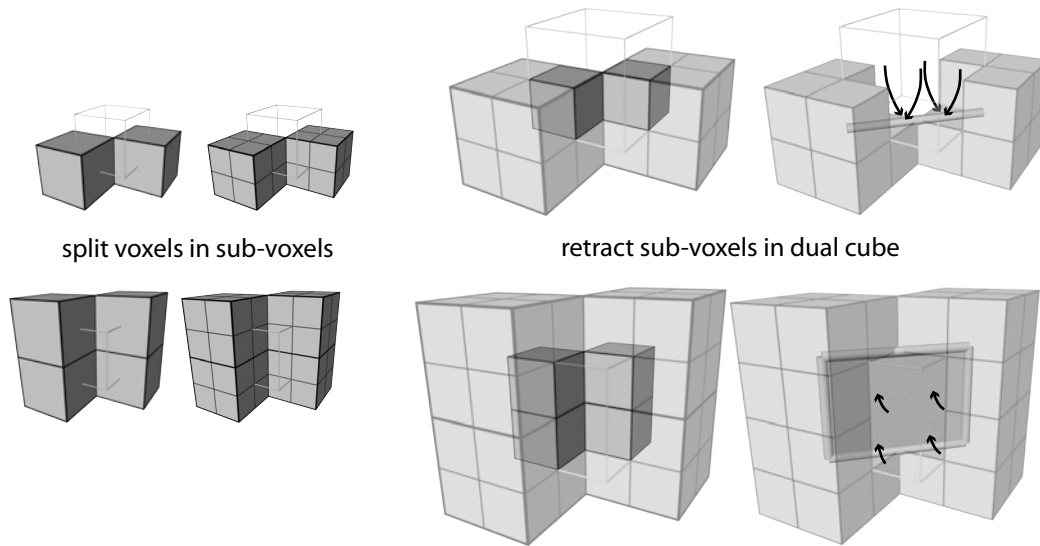 split voxels in sub-voxels
retract sub-voxels in dual cube